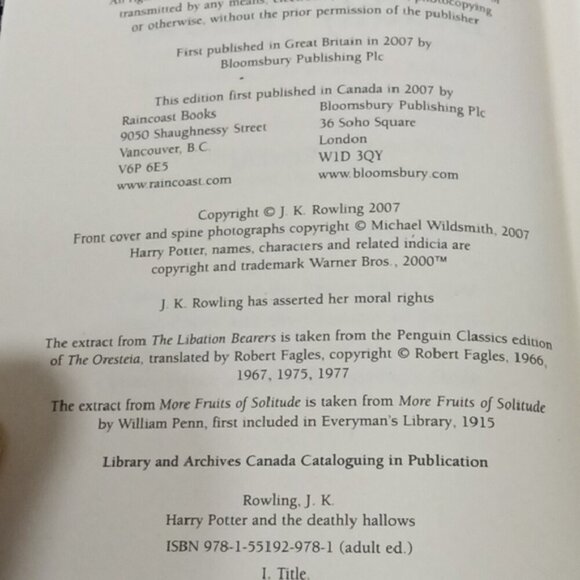 transmitted by any means, photocopying
or otherwise, without the prior permission of the publisher
First published in Great Britain in 2007 by
Bloomsbury Publishing Plc
This edition first published in Canada in 2007 by
Raincoast Books
9050 Shaughnessy Street
Vancouver, B.C.
V6P 6E5
www.raincoast.com
Bloomsbury Publishing Plc
36 Soho Square
London
W1D 3QY
www.bloomsbury.com
Copyright © J. K. Rowling 2007
Front cover and spine photographs copyright © Michael Wildsmith, 2007
Harry Potter, names, characters and related indicia are
copyright and trademark Warner Bros., 2000™
J. K. Rowling has asserted her moral rights
The extract from The Libation Bearers is taken from the Penguin Classics edition
of The Oresteia, translated by Robert Fagles, copyright © Robert Fagles, 1966,
1967, 1975, 1977
The extract from More Fruits of Solitude is taken from More Fruits of Solitude
by William Penn, first included in Everyman's Library, 1915
Library and Archives Canada Cataloguing in Publication
Rowling, J. K.
Harry Potter and the deathly hallows
ISBN 978-1-55192-978-1 (adult ed.)
I. Title.